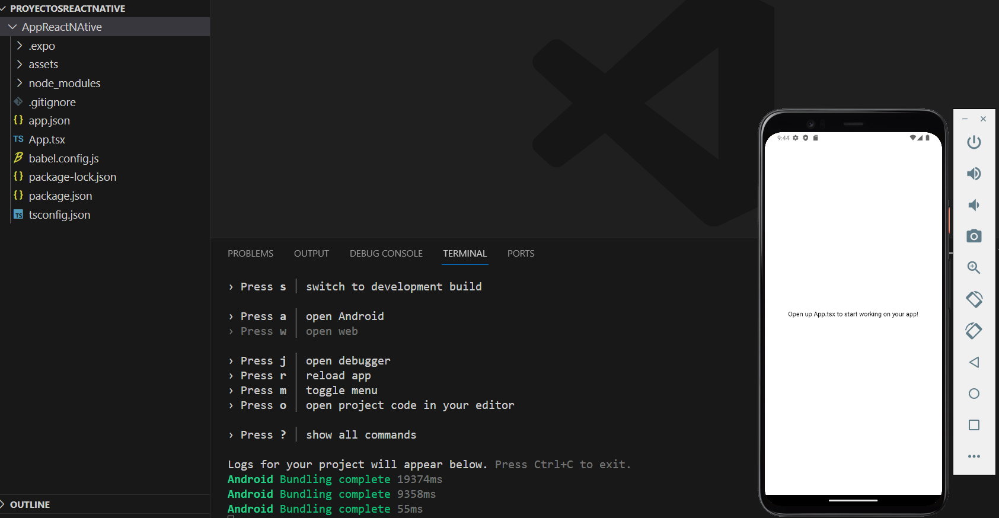 PROYECTOSREACTNATIVE
AppReactNAtive
.expo
assets
node_modules
.gitignore
{} app.json
TS App.tsx
babel.config.js
{} package-lock.json
{} package.json
TS tsconfig.json
OUTLINE
PROBLEMS OUTPUT DEBUG CONSOLE TERMINAL PORTS
› Press s │ switch to development build
› Press a │ open Android
› Press w │ open web
› Press j │ open debugger
› Press r │ reload app
› Press m │ toggle menu
› Press o │ open project code in your editor
› Press ? │ show all commands
Logs for your project will appear below. Press Ctrl+C to exit.
Android Bundling complete 19374ms
Android Bundling complete 9358ms
Android Bundling complete 55ms
9:44
Open up App.tsx to start working on your app!